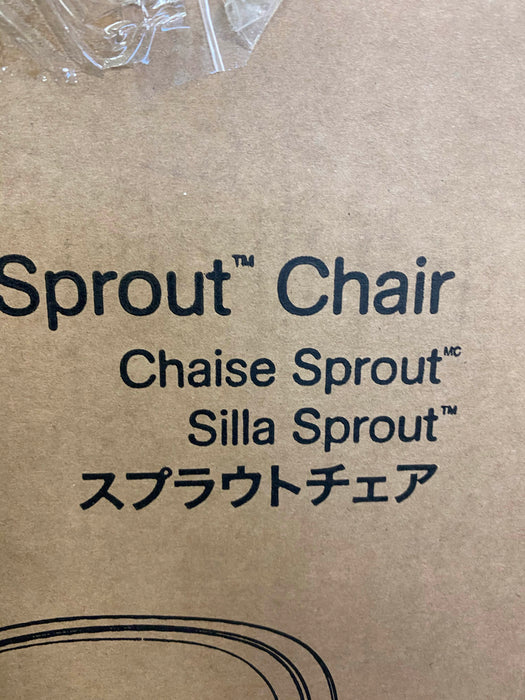 Sprout™ Chair
Chaise Sprout᠎ᴹᶜ
Silla Sprout™
スプラウトチェア